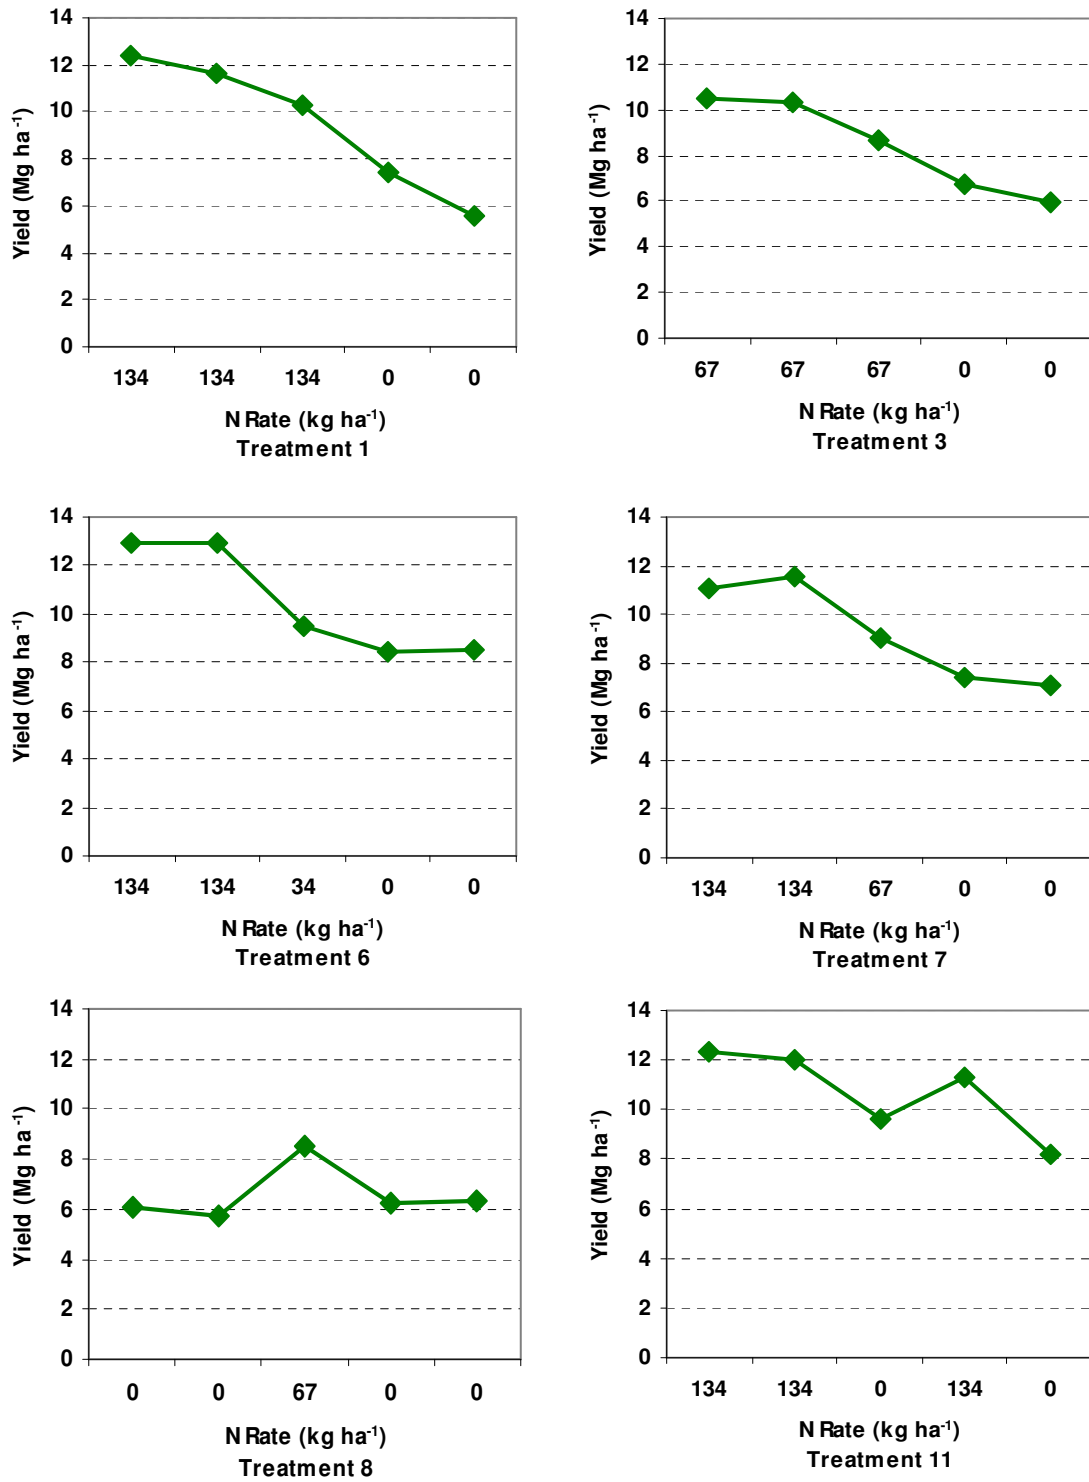 14
12
10
8
6
4
2
0
Yield (Mg ha⁻¹)
134 134 134 0 0
N Rate (kg ha⁻¹)
Treatment 1
14
12
10
8
6
4
2
0
Yield (Mg ha⁻¹)
67 67 67 0 0
N Rate (kg ha⁻¹)
Treatment 3
14
12
10
8
6
4
2
0
Yield (Mg ha⁻¹)
134 134 34 0 0
N Rate (kg ha⁻¹)
Treatment 6
14
12
10
8
6
4
2
0
Yield (Mg ha⁻¹)
134 134 67 0 0
N Rate (kg ha⁻¹)
Treatment 7
14
12
10
8
6
4
2
0
Yield (Mg ha⁻¹)
0 0 67 0 0
N Rate (kg ha⁻¹)
Treatment 8
14
12
10
8
6
4
2
0
Yield (Mg ha⁻¹)
134 134 0 134 0
N Rate (kg ha⁻¹)
Treatment 11